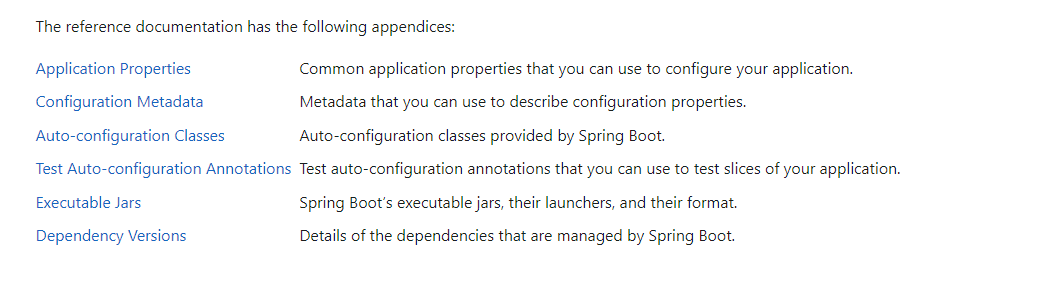 The reference documentation has the following appendices:
Application Properties Common application properties that you can use to configure your application.
Configuration Metadata Metadata that you can use to describe configuration properties.
Auto-configuration Classes Auto-configuration classes provided by Spring Boot.
Test Auto-configuration Annotations Test auto-configuration annotations that you can use to test slices of your application.
Executable Jars Spring Boot’s executable jars, their launchers, and their format.
Dependency Versions Details of the dependencies that are managed by Spring Boot.